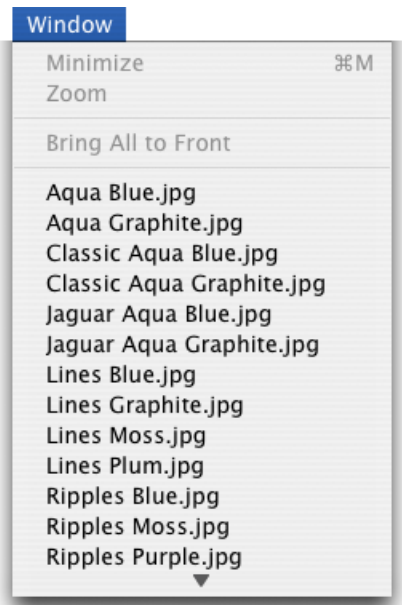 Window
Minimize ⌘M
Zoom
Bring All to Front
Aqua Blue.jpg
Aqua Graphite.jpg
Classic Aqua Blue.jpg
Classic Aqua Graphite.jpg
Jaguar Aqua Blue.jpg
Jaguar Aqua Graphite.jpg
Lines Blue.jpg
Lines Graphite.jpg
Lines Moss.jpg
Lines Plum.jpg
Ripples Blue.jpg
Ripples Moss.jpg
Ripples Purple.jpg